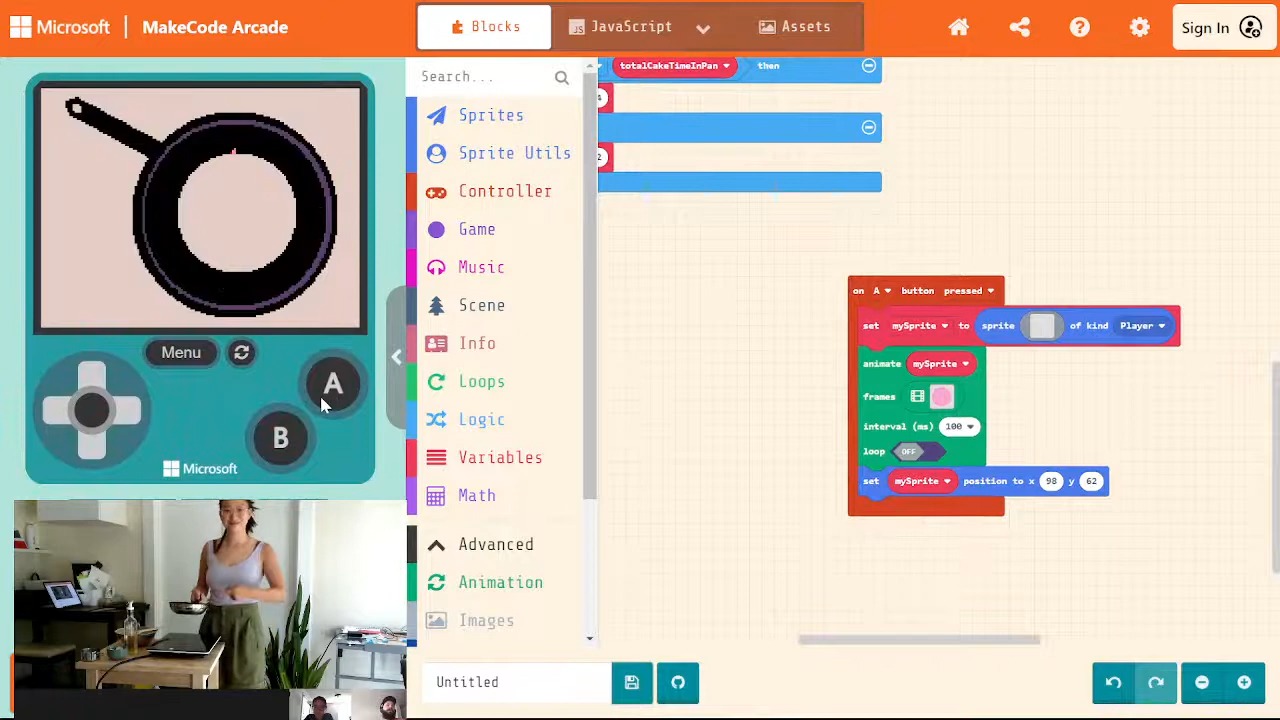 Microsoft
MakeCode Arcade
Blocks
JavaScript
Assets
Sign In
Search...
Sprites
Sprite Utils
Controller
Game
Music
Scene
Info
Loops
Logic
Variables
Math
Advanced
Animation
Images
Menu
A
B
Microsoft
totalCakeTimeInPan then
2
on A button pressed
set mySprite to sprite of kind Player
animate mySprite
frames
interval (ms) 100
loop OFF
set mySprite position to x 98 y 62
Untitled